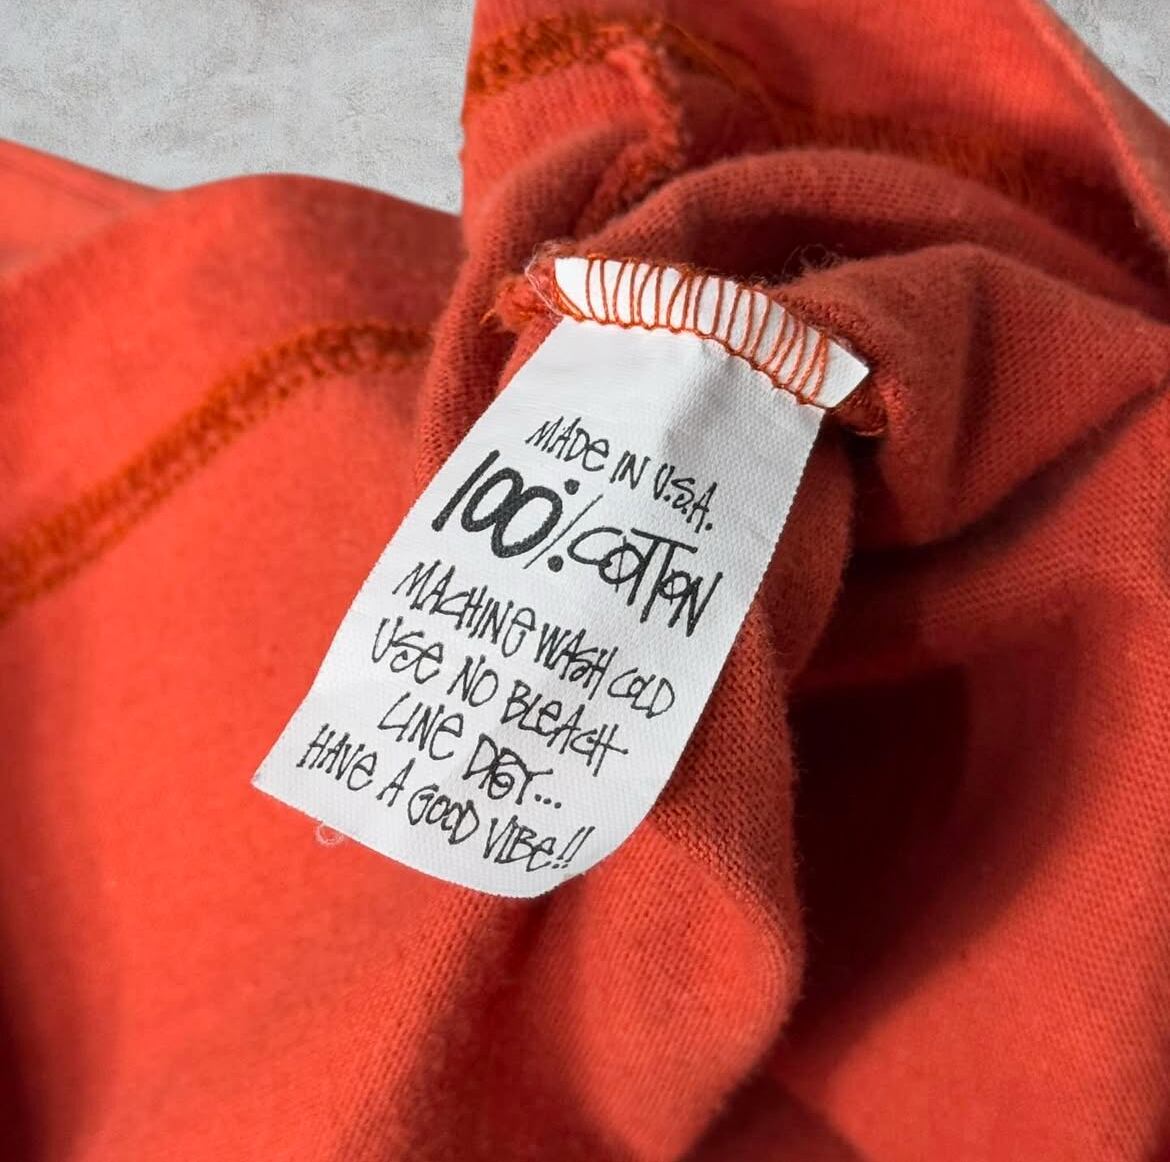 MADE IN U.S.A.
100% COTTON
MACHINE WASH COLD
USE NO BLEACH
LINE DRY...
HAVE A GOOD VIBE!!